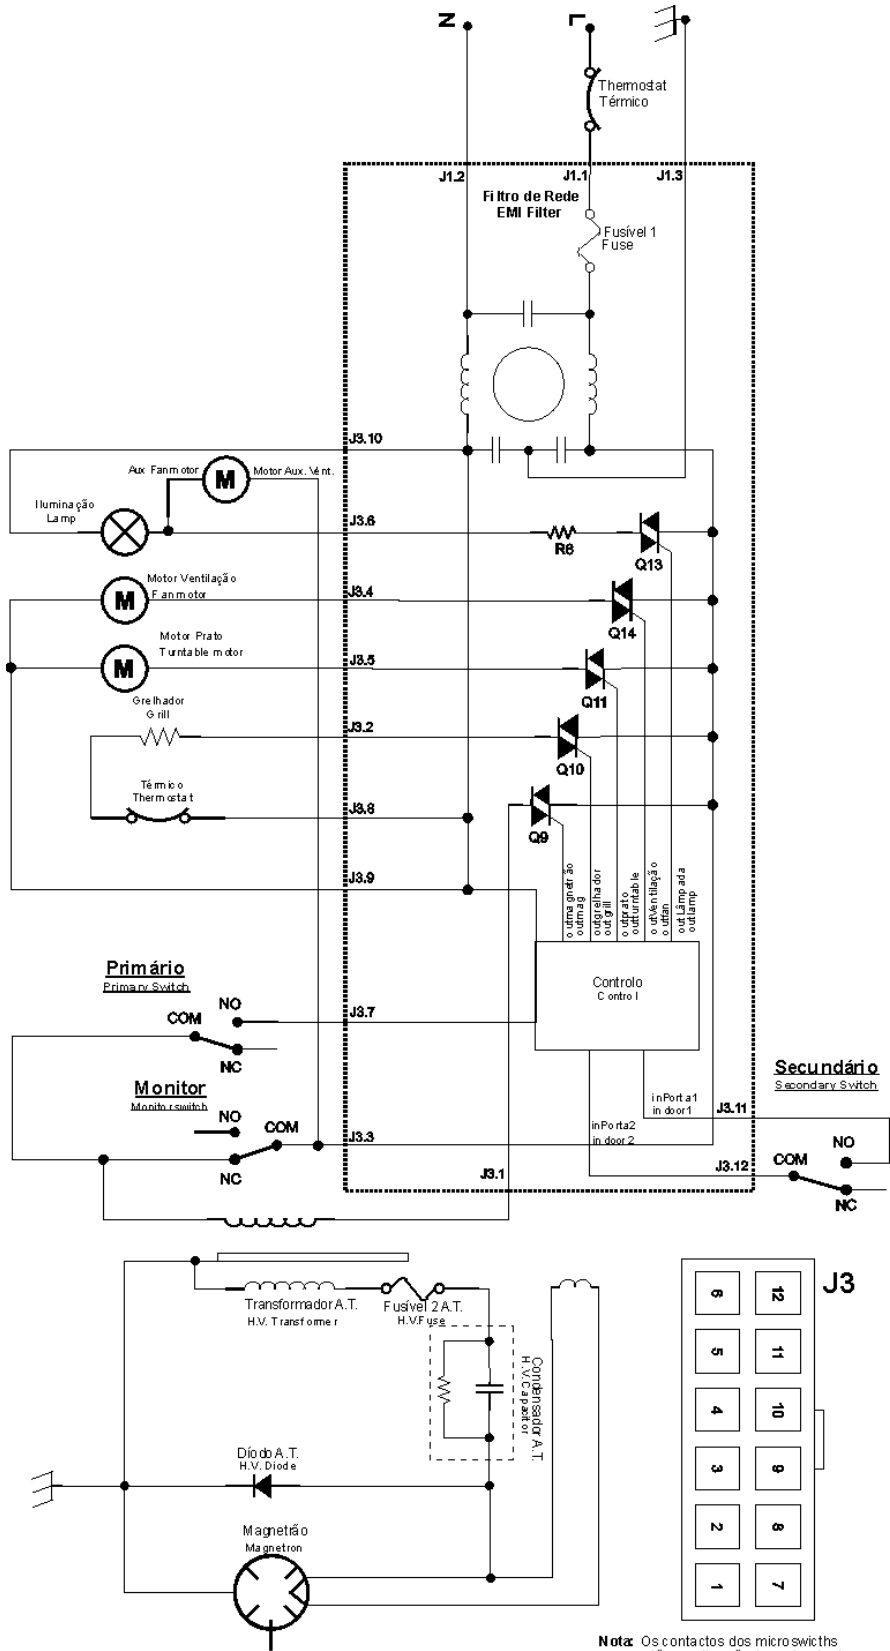 N
L
Thermostat
Térmico
J1.2
J1.1
J1.3
Filtro de Rede
EMI Filter
Fusível 1
Fuse
J3.10
Aux Fanmotor
M
Motor Aux. Vent.
Iluminação
Lamp
J3.6
R6
Q13
Motor Ventilação
Fanmotor
M
J3.4
Q14
Motor Prato
Turntable motor
M
J3.5
Q11
Grelhador
Grill
J3.2
Q10
Térmico
Thermostat
J3.8
Q9
J3.9
outmagnetrão
outmag
outgrelhador
outgrill
outprato
outturntable
outVentilação
outfan
outLâmpada
outlamp
Controlo
Control
Primário
Primary Switch
NO
COM
NC
J3.7
Monitor
Monitorswitch
NO
COM
NC
J3.3
J3.1
inPorta1
indoor1
J3.11
inPorta2
indoor2
J3.12
Secundário
Secondary Switch
NO
COM
NC
Transformador A.T.
H.V. Transformer
Fusível 2 A.T.
H.V.Fuse
Condensador A.T.
H.V.Capacitor
Díodo A.T.
H.V. Diode
Magnetrão
Magnetron
J3
6 12
5 11
4 10
3 9
2 8
1 7
Nota: Os contactos dos microswicths